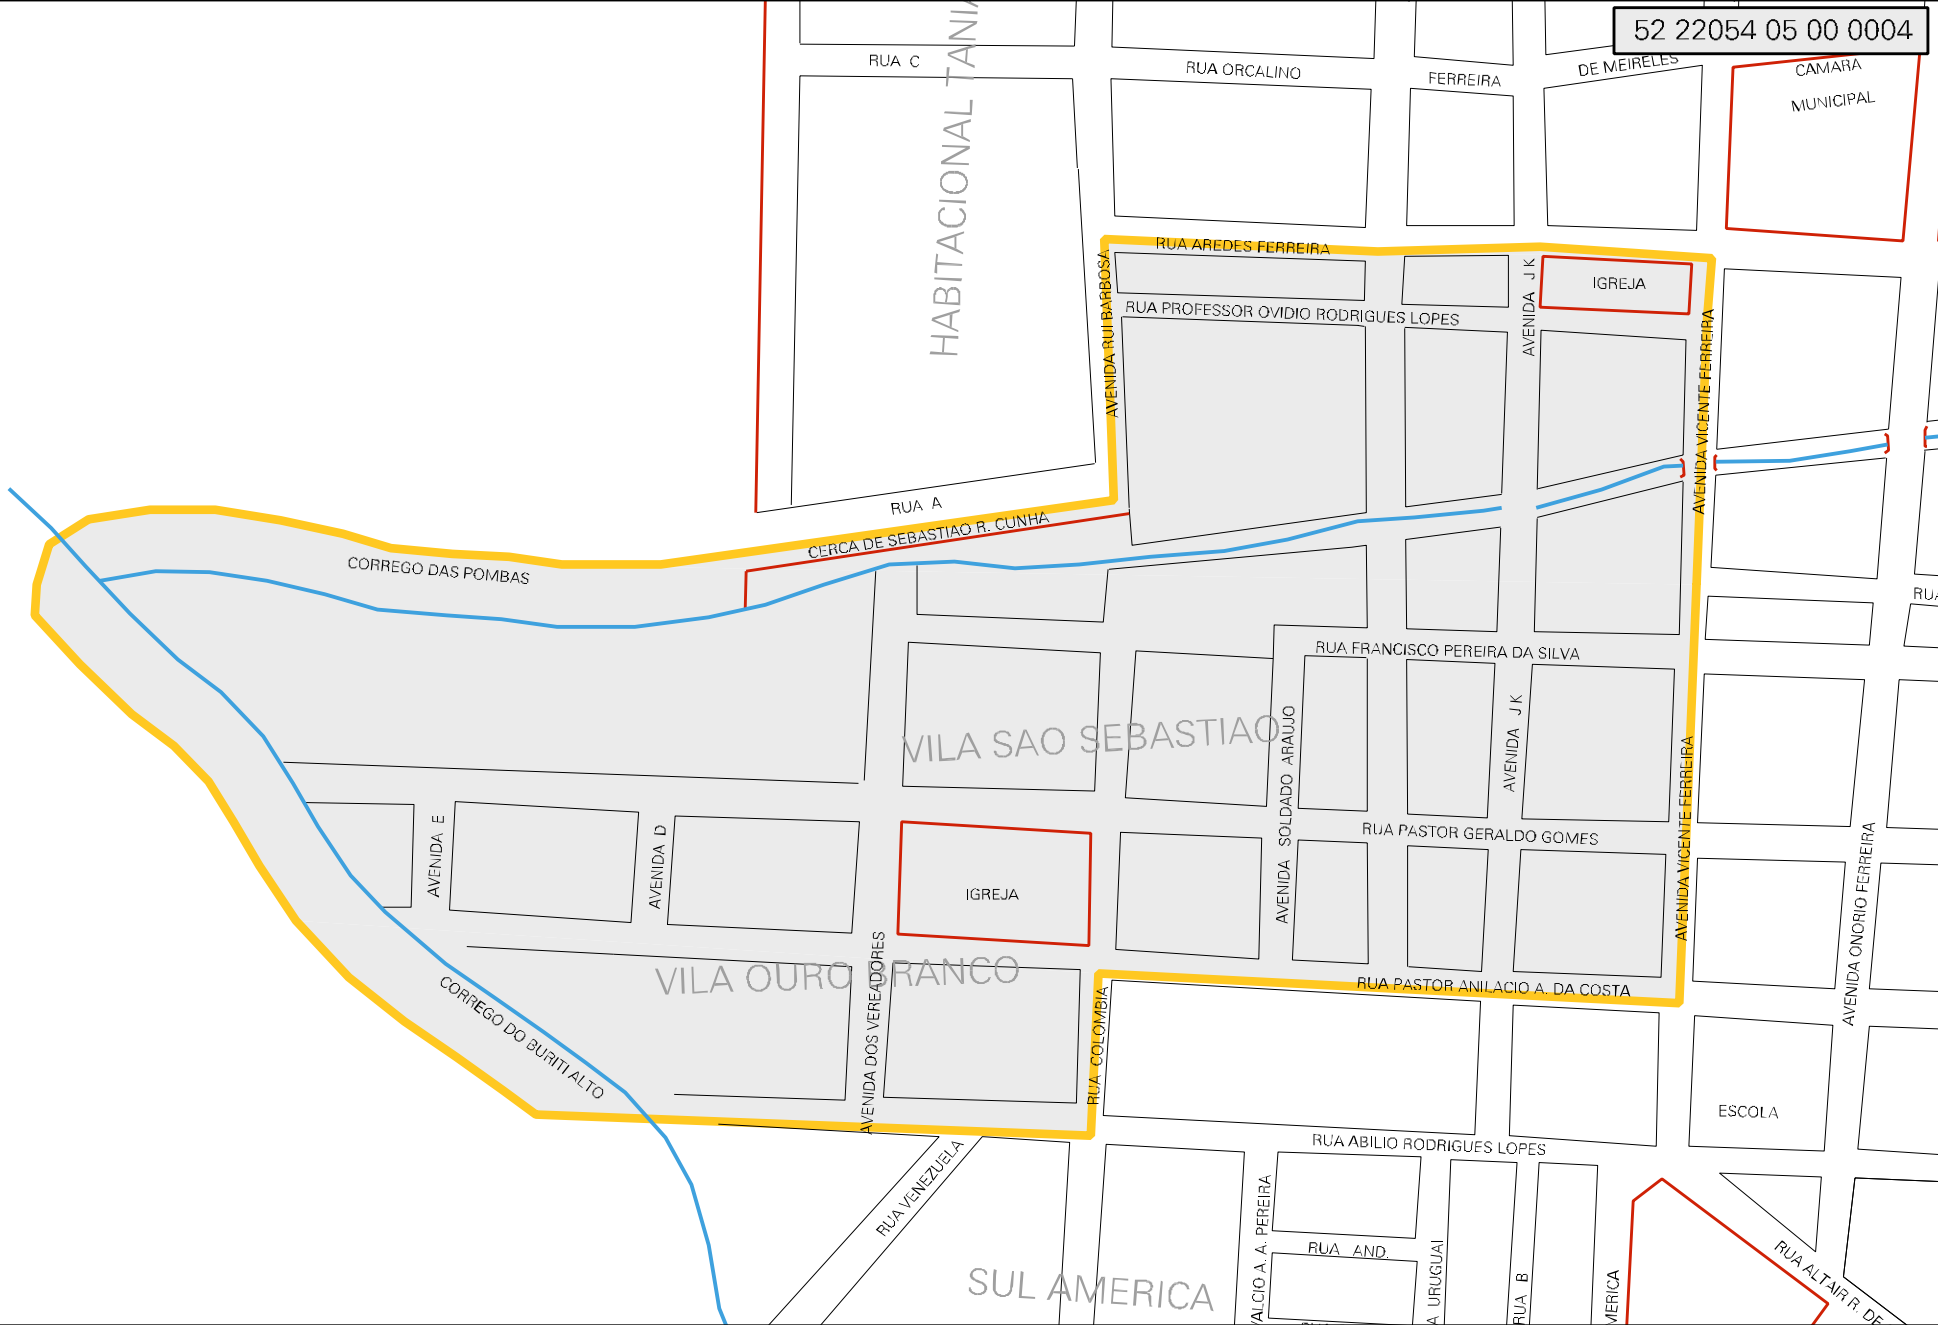 52 22054 05 00 0004
RUA C
RUA ORCALINO
FERREIRA
DE MEIRELES
CAMARA
MUNICIPAL
HABITACIONAL TANIA
RUA AREDES FERREIRA
AVENIDA RUI BARBOSA
RUA PROFESSOR OVIDIO RODRIGUES LOPES
AVENIDA J K
IGREJA
AVENIDA VICENTE FERREIRA
RUA A
CERCA DE SEBASTIAO R. CUNHA
CORREGO DAS POMBAS
RUA
RUA FRANCISCO PEREIRA DA SILVA
VILA SAO SEBASTIAO
AVENIDA SOLDADO ARAUJO
AVENIDA J K
AVENIDA VICENTE FERREIRA
RUA PASTOR GERALDO GOMES
AVENIDA E
AVENIDA D
IGREJA
AVENIDA ONORIO FERREIRA
VILA OURO BRANCO
AVENIDA DOS VEREADORES
CORREGO DO BURITI ALTO
RUA COLOMBIA
RUA PASTOR ANILACIO A. DA COSTA
ESCOLA
RUA ABILIO RODRIGUES LOPES
RUA VENEZUELA
SUL AMERICA
VALCIO A. A. PEREIRA
RUA AND.
A URUGUAI
RUA B
MERICA
RUA ALTAIR R. DE